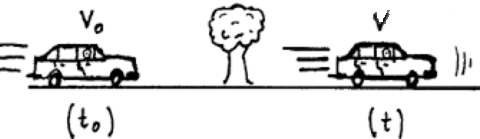 V₀ V
(t₀) (t)